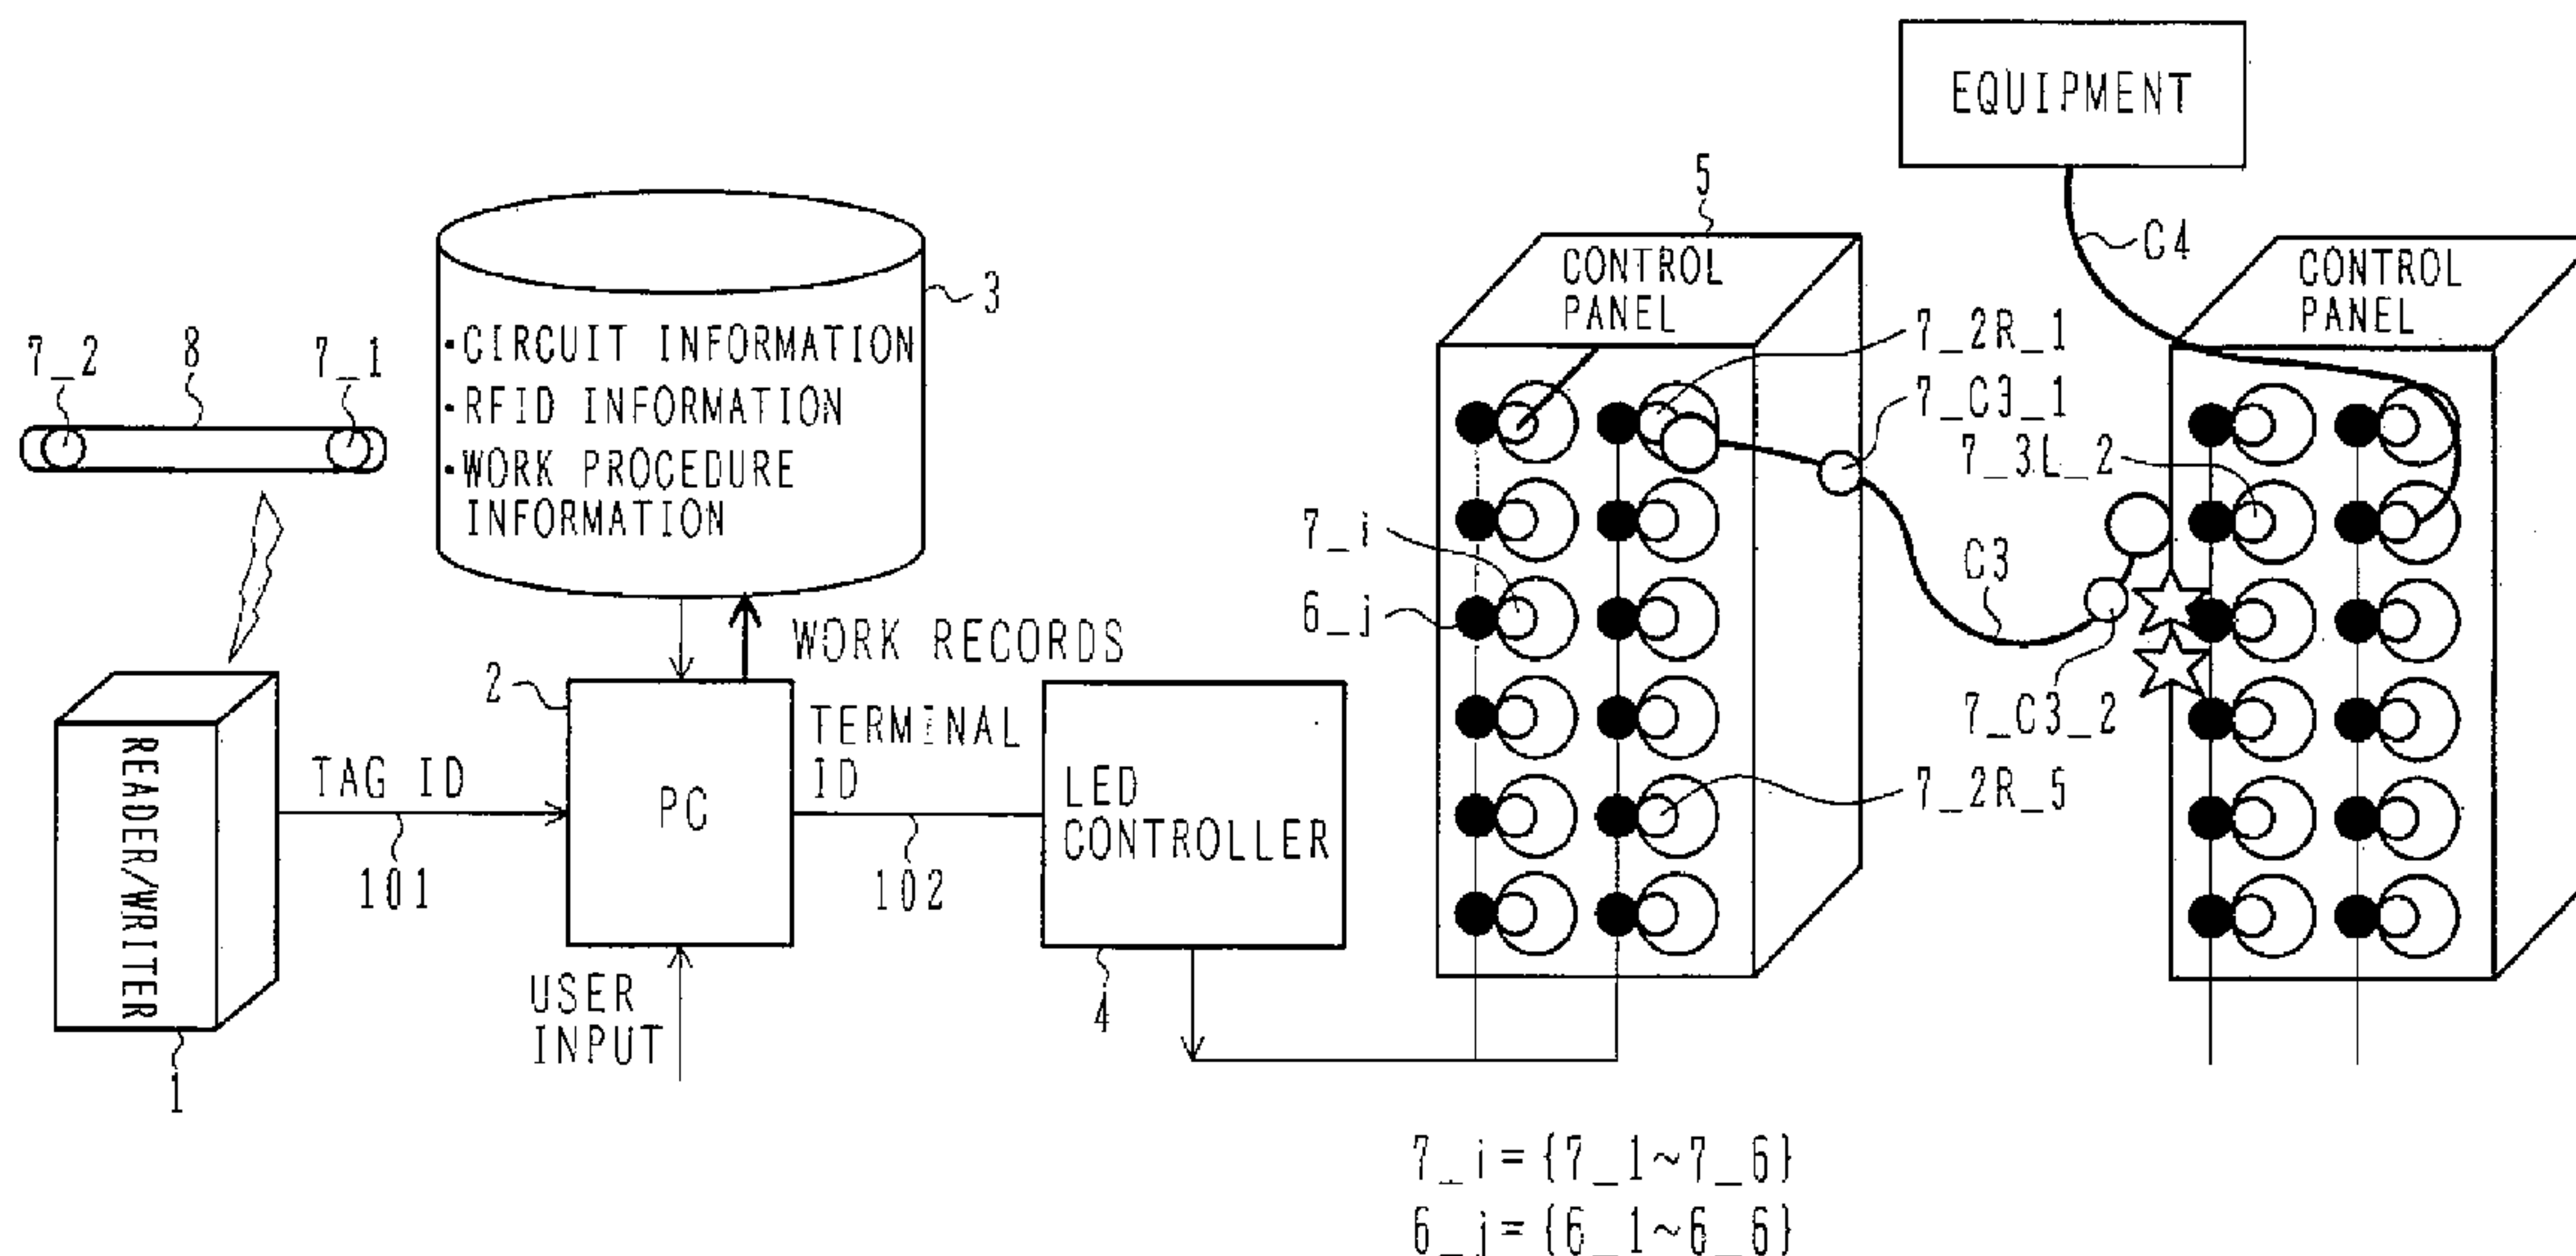 EQUIPMENT
5
C4
CONTROL
PANEL
CONTROL
PANEL
3
7_2
8
7_1
•CIRCUIT INFORMATION
•RFID INFORMATION
•WORK PROCEDURE
INFORMATION
7_2R_1
7_C3_1
7_3L_2
7_i
6_j
C3
7_C3_2
7_2R_5
WORK RECORDS
2
TERMINAL
ID
READER/WRITER
TAG ID
101
PC
102
LED
CONTROLLER
USER
INPUT
4
1
7_i={7_1~7_6}
6_j={6_1~6_6}